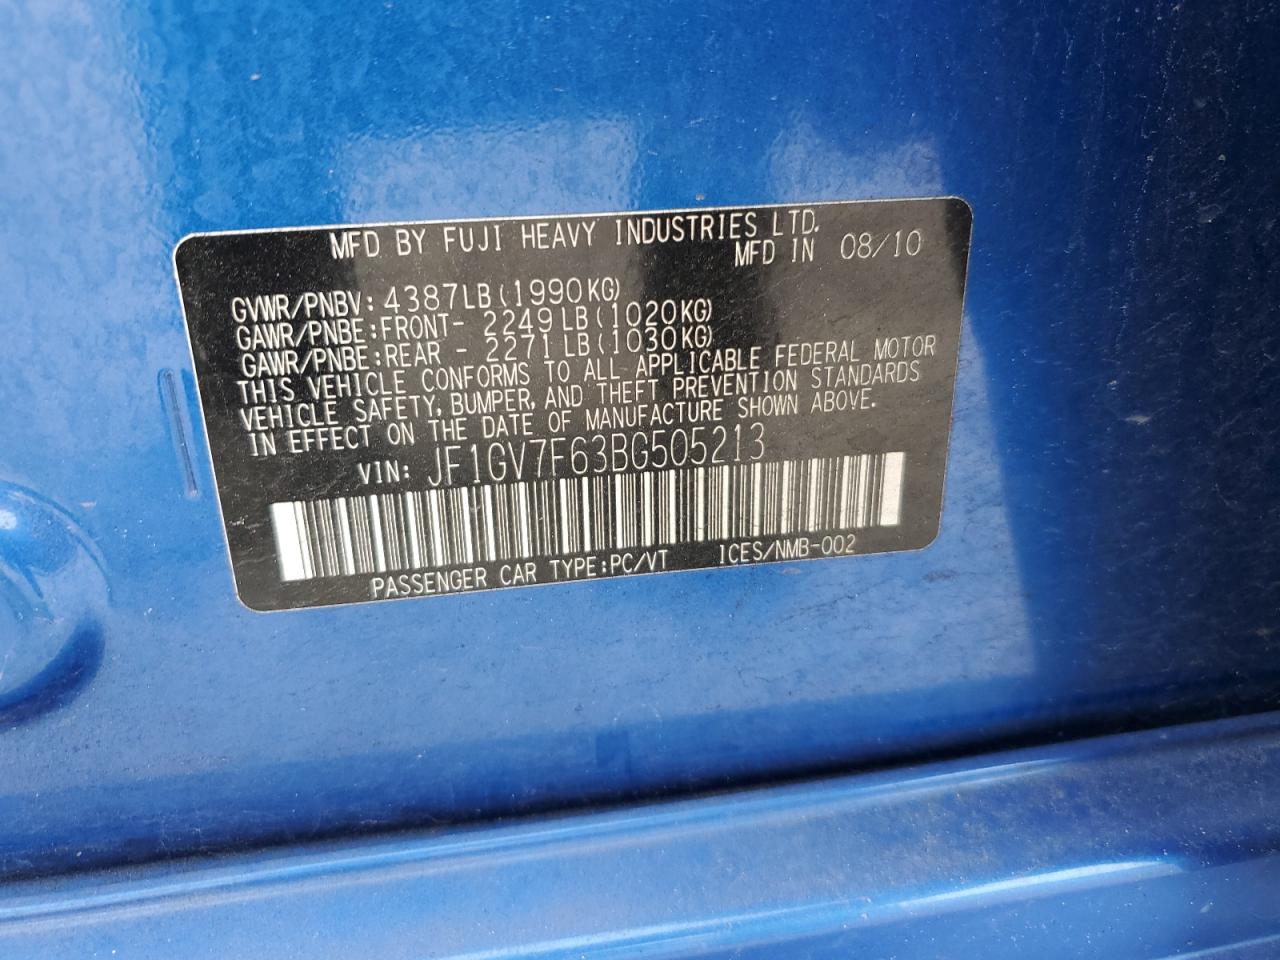 MFD BY FUJI HEAVY INDUSTRIES LTD.
MFD IN 08/10
GVWR/PNBV: 4387LB(1990KG)
GAWR/PNBE:FRONT- 2249LB(1020KG)
GAWR/PNBE:REAR - 2271LB(1030KG)
THIS VEHICLE CONFORMS TO ALL APPLICABLE FEDERAL MOTOR
VEHICLE SAFETY, BUMPER, AND THEFT PREVENTION STANDARDS
IN EFFECT ON THE DATE OF MANUFACTURE SHOWN ABOVE.
VIN: JF1GV7F63BG505213
PASSENGER CAR TYPE:PC/VT ICES/NMB-002